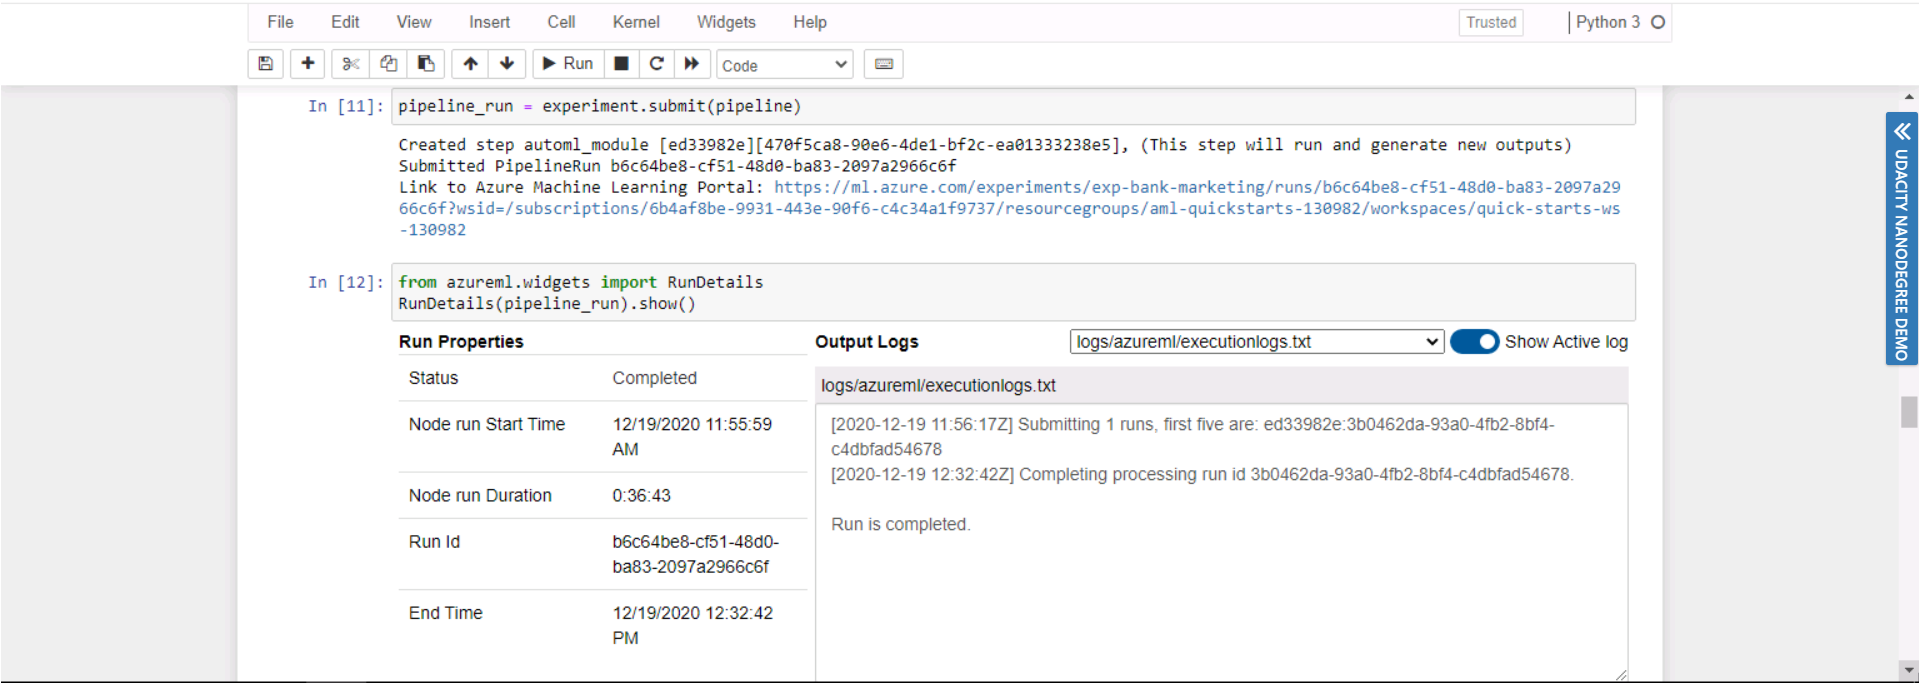 File Edit View Insert Cell Kernel Widgets Help Trusted Python 3
Run Code
In [11]: pipeline_run = experiment.submit(pipeline)
Created step automl_module [ed33982e][470f5ca8-90e6-4de1-bf2c-ea01333238e5], (This step will run and generate new outputs)
Submitted PipelineRun b6c64be8-cf51-48d0-ba83-2097a2966c6f
Link to Azure Machine Learning Portal: https://ml.azure.com/experiments/exp-bank-marketing/runs/b6c64be8-cf51-48d0-ba83-2097a29
66c6f?wsid=/subscriptions/6b4af8be-9931-443e-90f6-c4c34a1f9737/resourcegroups/aml-quickstarts-130982/workspaces/quick-starts-ws
-130982
In [12]: from azureml.widgets import RunDetails
RunDetails(pipeline_run).show()
Run Properties
Status Completed
Node run Start Time 12/19/2020 11:55:59
AM
Node run Duration 0:36:43
Run Id b6c64be8-cf51-48d0-
ba83-2097a2966c6f
End Time 12/19/2020 12:32:42
PM
Output Logs logs/azureml/executionlogs.txt Show Active log
logs/azureml/executionlogs.txt
[2020-12-19 11:56:17Z] Submitting 1 runs, first five are: ed33982e:3b0462da-93a0-4fb2-8bf4-
c4dbfad54678
[2020-12-19 12:32:42Z] Completing processing run id 3b0462da-93a0-4fb2-8bf4-c4dbfad54678.
Run is completed.
UDACITY NANODEGREE DEMO